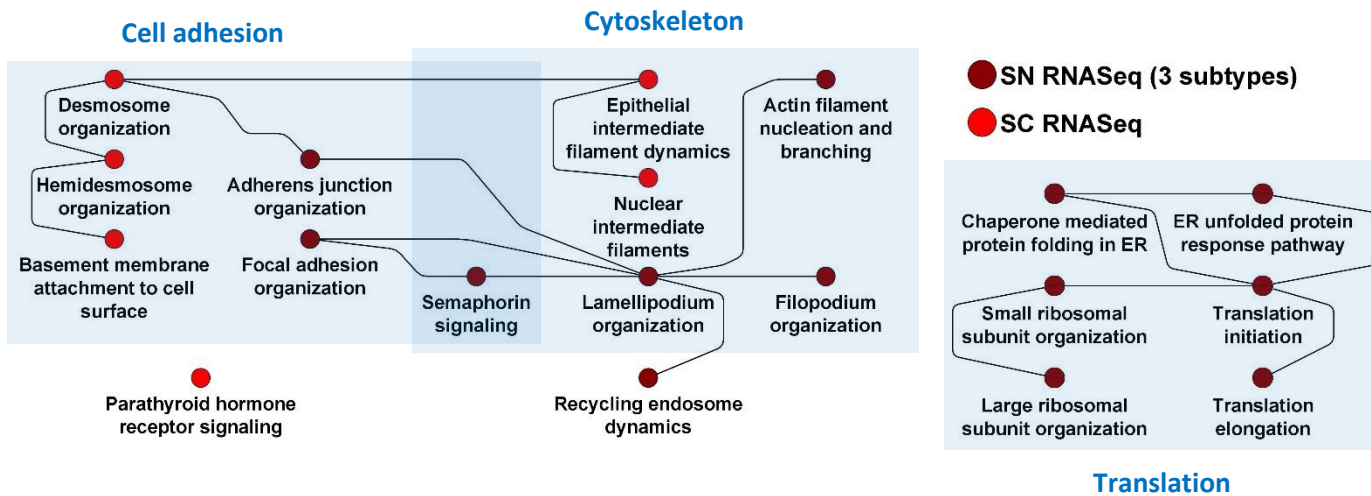 Cell adhesion
Cytoskeleton
Desmosome
organization
Epithelial
intermediate
filament dynamics
Actin filament
nucleation and
branching
SN RNASeq (3 subtypes)
SC RNASeq
Hemidesmosome
organization
Adherens junction
organization
Nuclear
intermediate
filaments
Basement membrane
attachment to cell
surface
Focal adhesion
organization
Semaphorin
signaling
Lamellipodium
organization
Filopodium
organization
Parathyroid hormone
receptor signaling
Recycling endosome
dynamics
Chaperone mediated
protein folding in ER
ER unfolded protein
response pathway
Small ribosomal
subunit organization
Translation
initiation
Large ribosomal
subunit organization
Translation
elongation
Translation